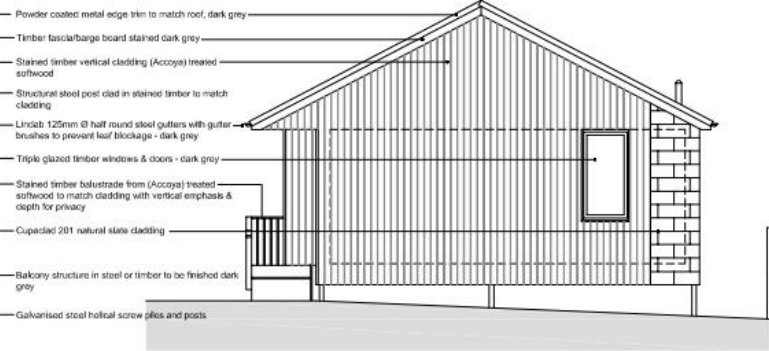 Powder coated metal edge trim to match roof, dark grey
Timber fascia/barge board stained dark grey
Stained timber vertical cladding (Accoya) treated
softwood
Structural steel post clad in stained timber to match
cladding
Lindab 125mm Ø half round steel gutters with gutter
brushes to prevent leaf blockage - dark grey
Triple glazed timber windows & doors - dark grey
Stained timber balustrade from (Accoya) treated
softwood to match cladding with vertical emphasis &
depth for privacy
Cupaclad 201 natural slate cladding
Balcony structure in steel or timber to be finished dark
grey
Galvanised steel helical screw piles and posts